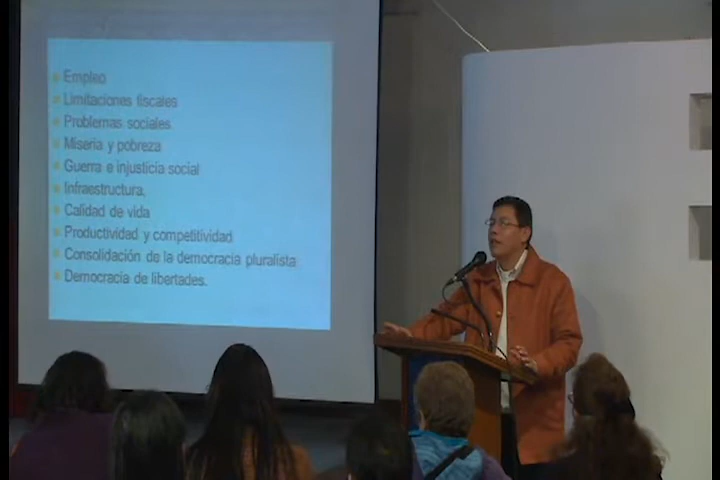 Empleo
Limitaciones fiscales
Problemas sociales.
Miseria y pobreza
Guerra e injusticia social
Infraestructura,
Calidad de vida
Productividad y competitividad
Consolidación de la democracia pluralista
Democracia de libertades.